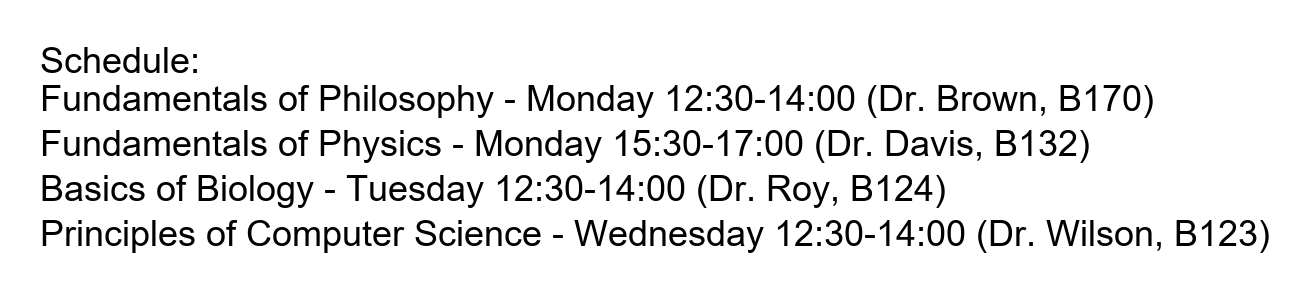 Schedule:
Fundamentals of Philosophy - Monday 12:30-14:00 (Dr. Brown, B170)
Fundamentals of Physics - Monday 15:30-17:00 (Dr. Davis, B132)
Basics of Biology - Tuesday 12:30-14:00 (Dr. Roy, B124)
Principles of Computer Science - Wednesday 12:30-14:00 (Dr. Wilson, B123)